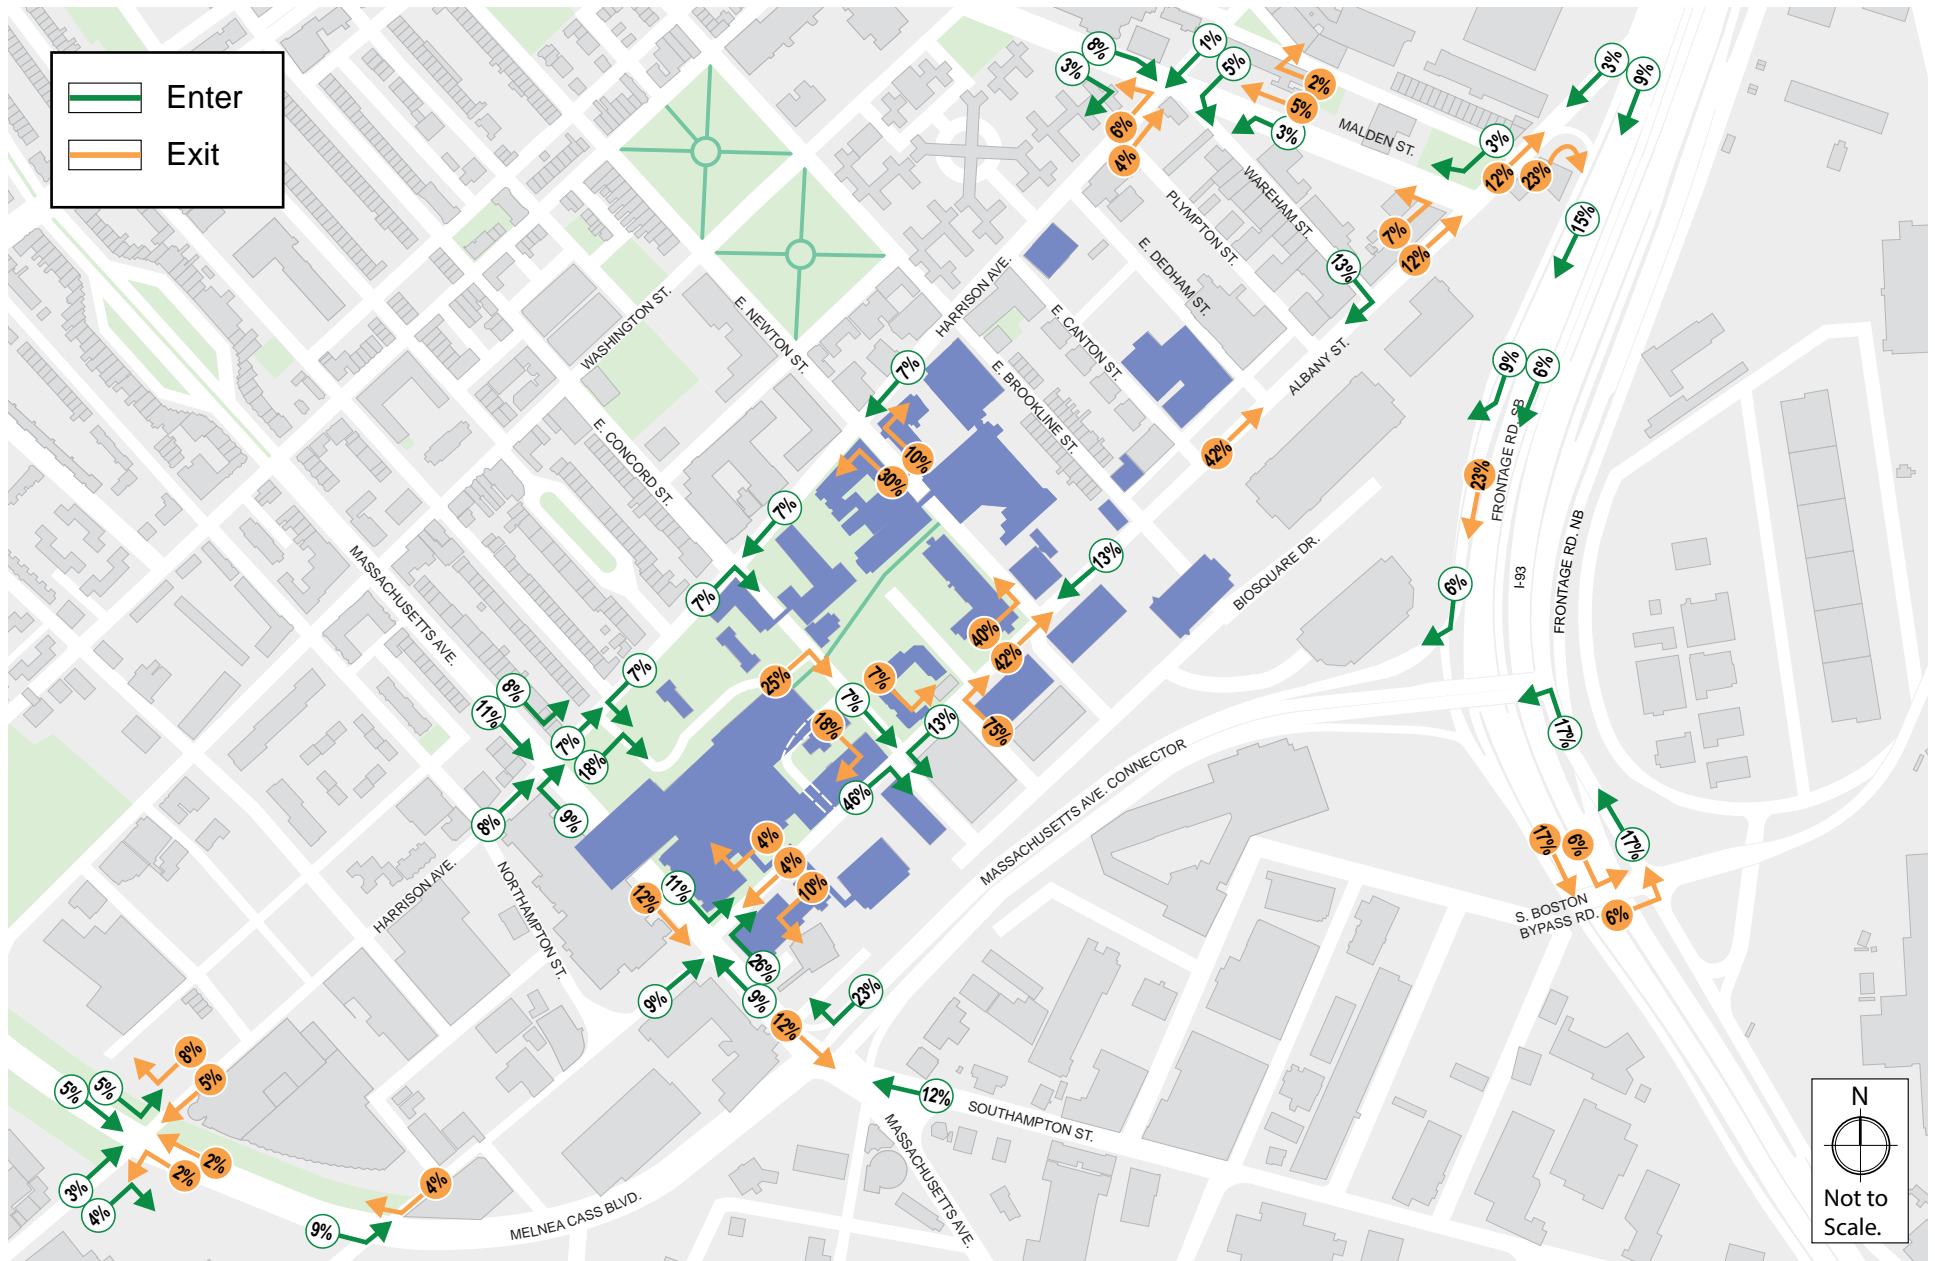 Enter
Exit
8%
3%
1%
5%
2%
5%
3%
6%
4%
MALDEN ST.
3%
12%
23%
3%
9%
15%
7%
12%
13%
WAREHAM ST.
PLYMPTON ST.
E. DEDHAM ST.
HARRISON AVE.
E. CANTON ST.
WASHINGTON ST.
E. NEWTON ST.
E. BROOKLINE ST.
ALBANY ST.
9%
6%
FRONTAGE RD. SB
23%
42%
7%
10%
30%
E. CONCORD ST.
7%
7%
13%
BIOSQUARE DR.
I-93
FRONTAGE RD. NB
6%
MASSACHUSETTS AVE.
40%
42%
25%
7%
7%
18%
13%
75%
46%
7%
8%
11%
7%
18%
8%
9%
17%
17%
17%
6%
6%
S. BOSTON
BYPASS RD.
MASSACHUSETTS AVE. CONNECTOR
HARRISON AVE.
NORTHAMPTON ST.
4%
4%
10%
11%
12%
26%
9%
9%
23%
12%
12%
SOUTHAMPTON ST.
MASSACHUSETTS AVE.
8%
5%
5%
5%
2%
2%
3%
4%
4%
9%
MELNEA CASS BLVD.
N
Not to
Scale.